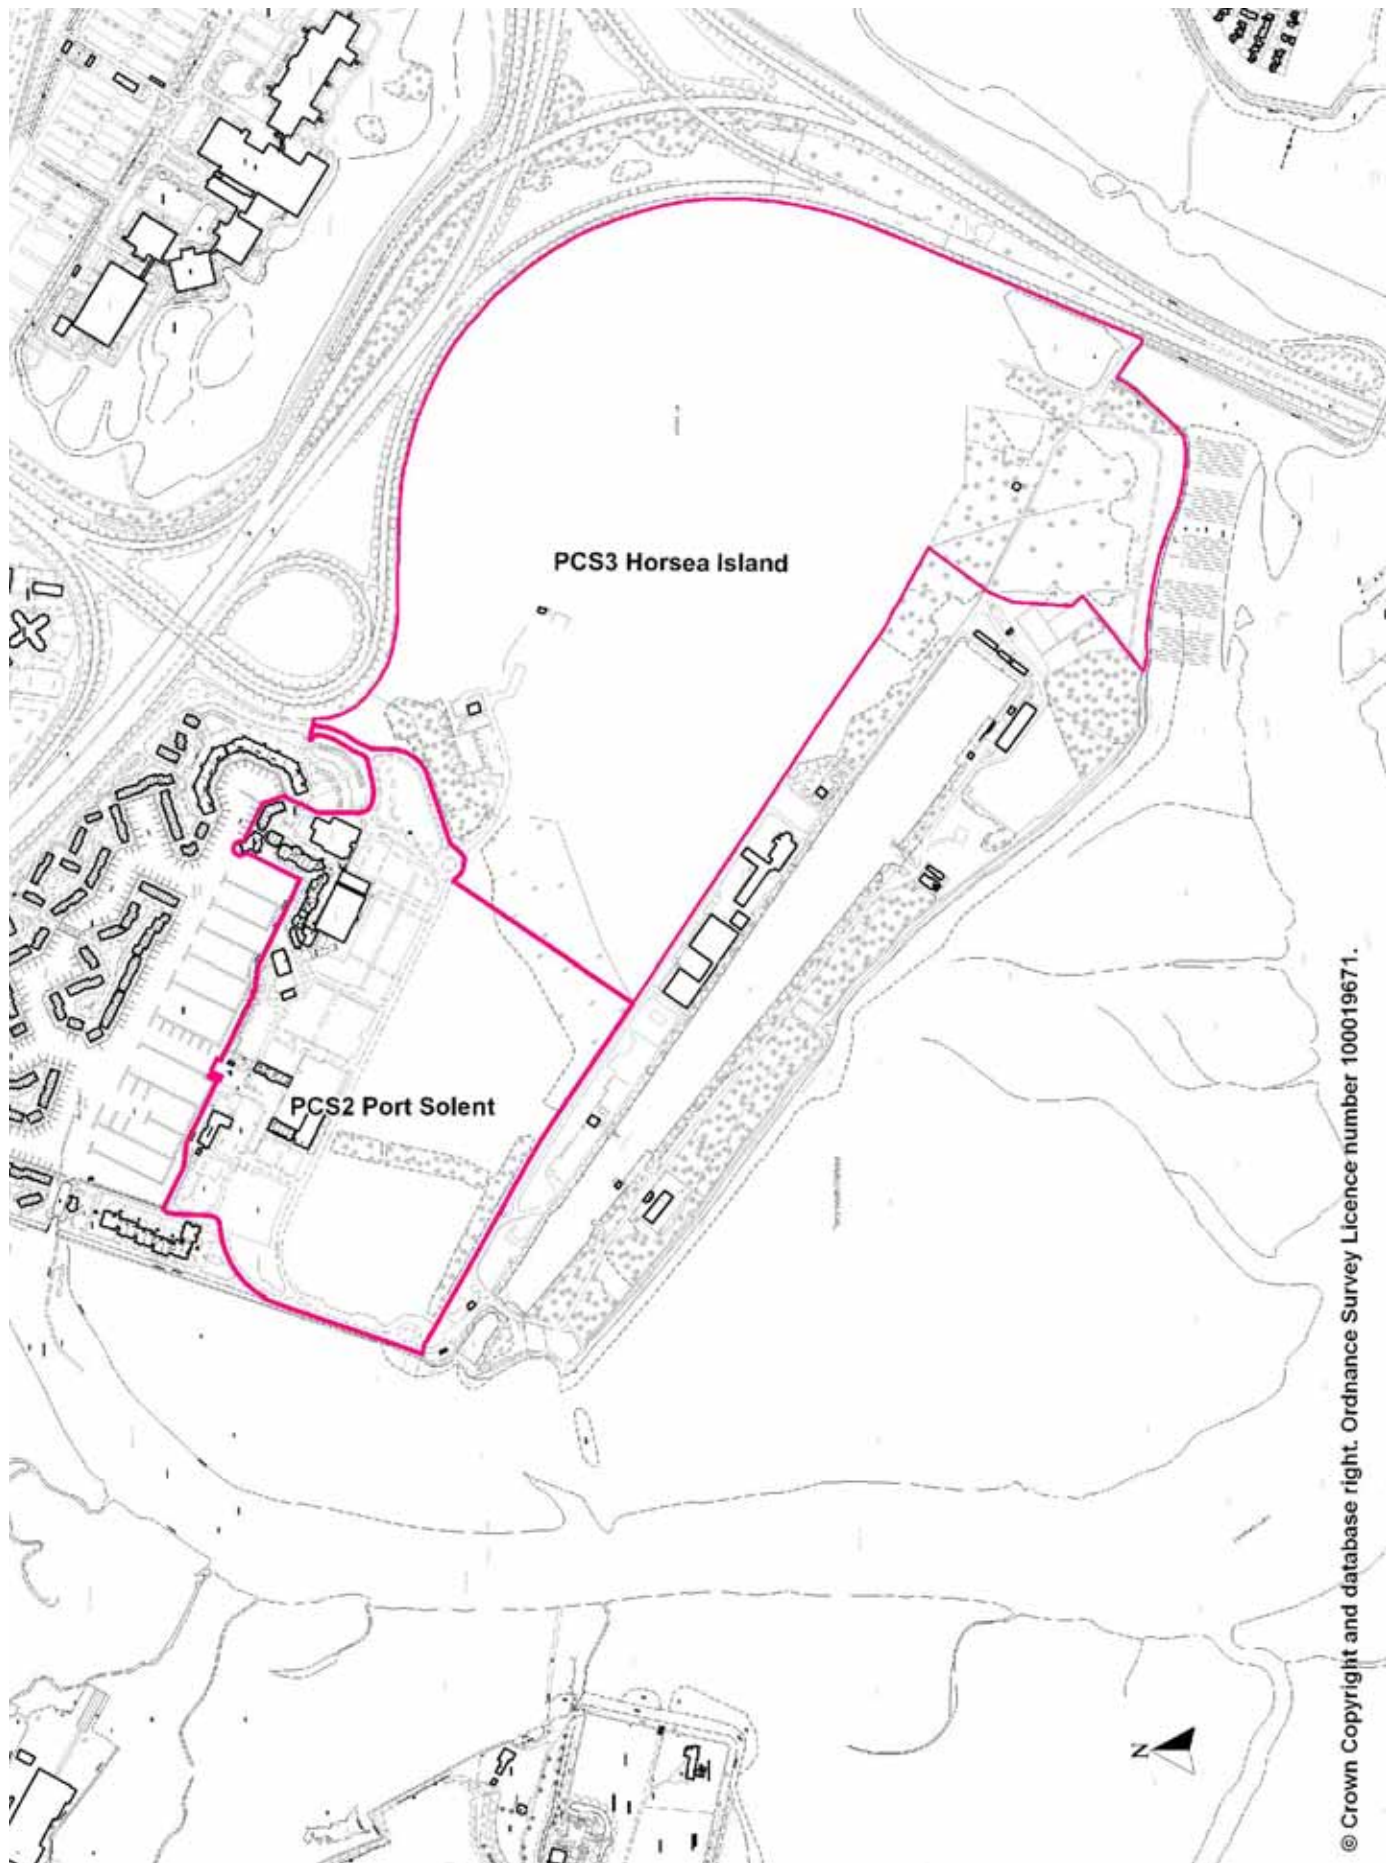 PCS3 Horsea Island
PCS2 Port Solent
N
© Crown Copyright and database right. Ordnance Survey Licence number 100019671.